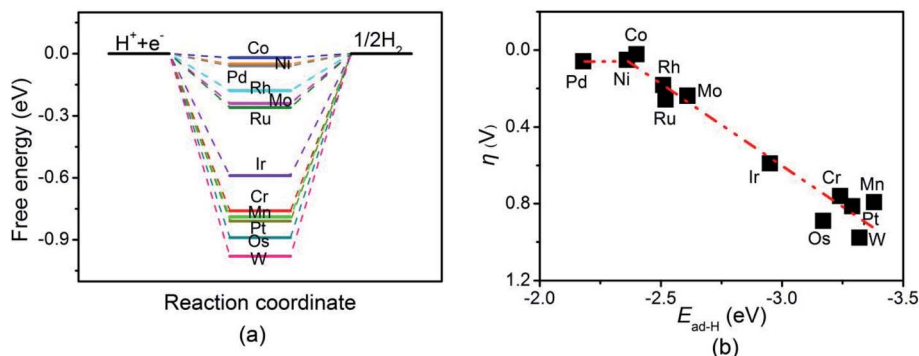 H⁺+e⁻
1/2H₂
Co
Ni
Pd
Rh
Mo
Ru
Ir
Cr
Mn
Pt
Os
W
0.0
-0.3
-0.6
-0.9
Free energy (eV)
Reaction coordinate
(a)
Co
Pd
Ni
Rh
Mo
Ru
Ir
Cr
Mn
Pt
Os
W
0.0
0.4
0.8
1.2
η (V)
-2.0 -2.5 -3.0 -3.5
E_ad-H (eV)
(b)